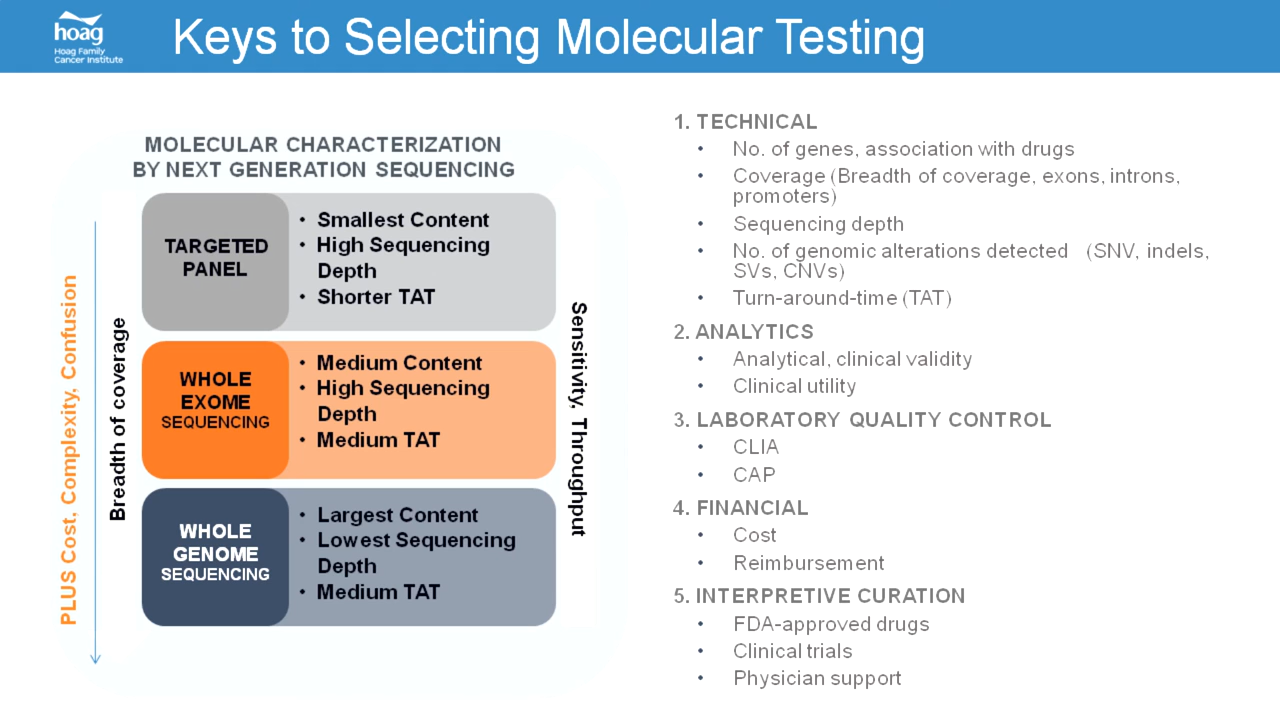 hoag
Hoag Family
Cancer Institute
Keys to Selecting Molecular Testing
MOLECULAR CHARACTERIZATION
BY NEXT GENERATION SEQUENCING
PLUS Cost, Complexity, Confusion
Breadth of coverage
TARGETED
PANEL
• Smallest Content
• High Sequencing
Depth
• Shorter TAT
WHOLE
EXOME
SEQUENCING
• Medium Content
• High Sequencing
Depth
• Medium TAT
WHOLE
GENOME
SEQUENCING
• Largest Content
• Lowest Sequencing
Depth
• Medium TAT
Sensitivity, Throughput
1. TECHNICAL
• No. of genes, association with drugs
• Coverage (Breadth of coverage, exons, introns,
promoters)
• Sequencing depth
• No. of genomic alterations detected (SNV, indels,
SVs, CNVs)
• Turn-around-time (TAT)
2. ANALYTICS
• Analytical, clinical validity
• Clinical utility
3. LABORATORY QUALITY CONTROL
• CLIA
• CAP
4. FINANCIAL
• Cost
• Reimbursement
5. INTERPRETIVE CURATION
• FDA-approved drugs
• Clinical trials
• Physician support